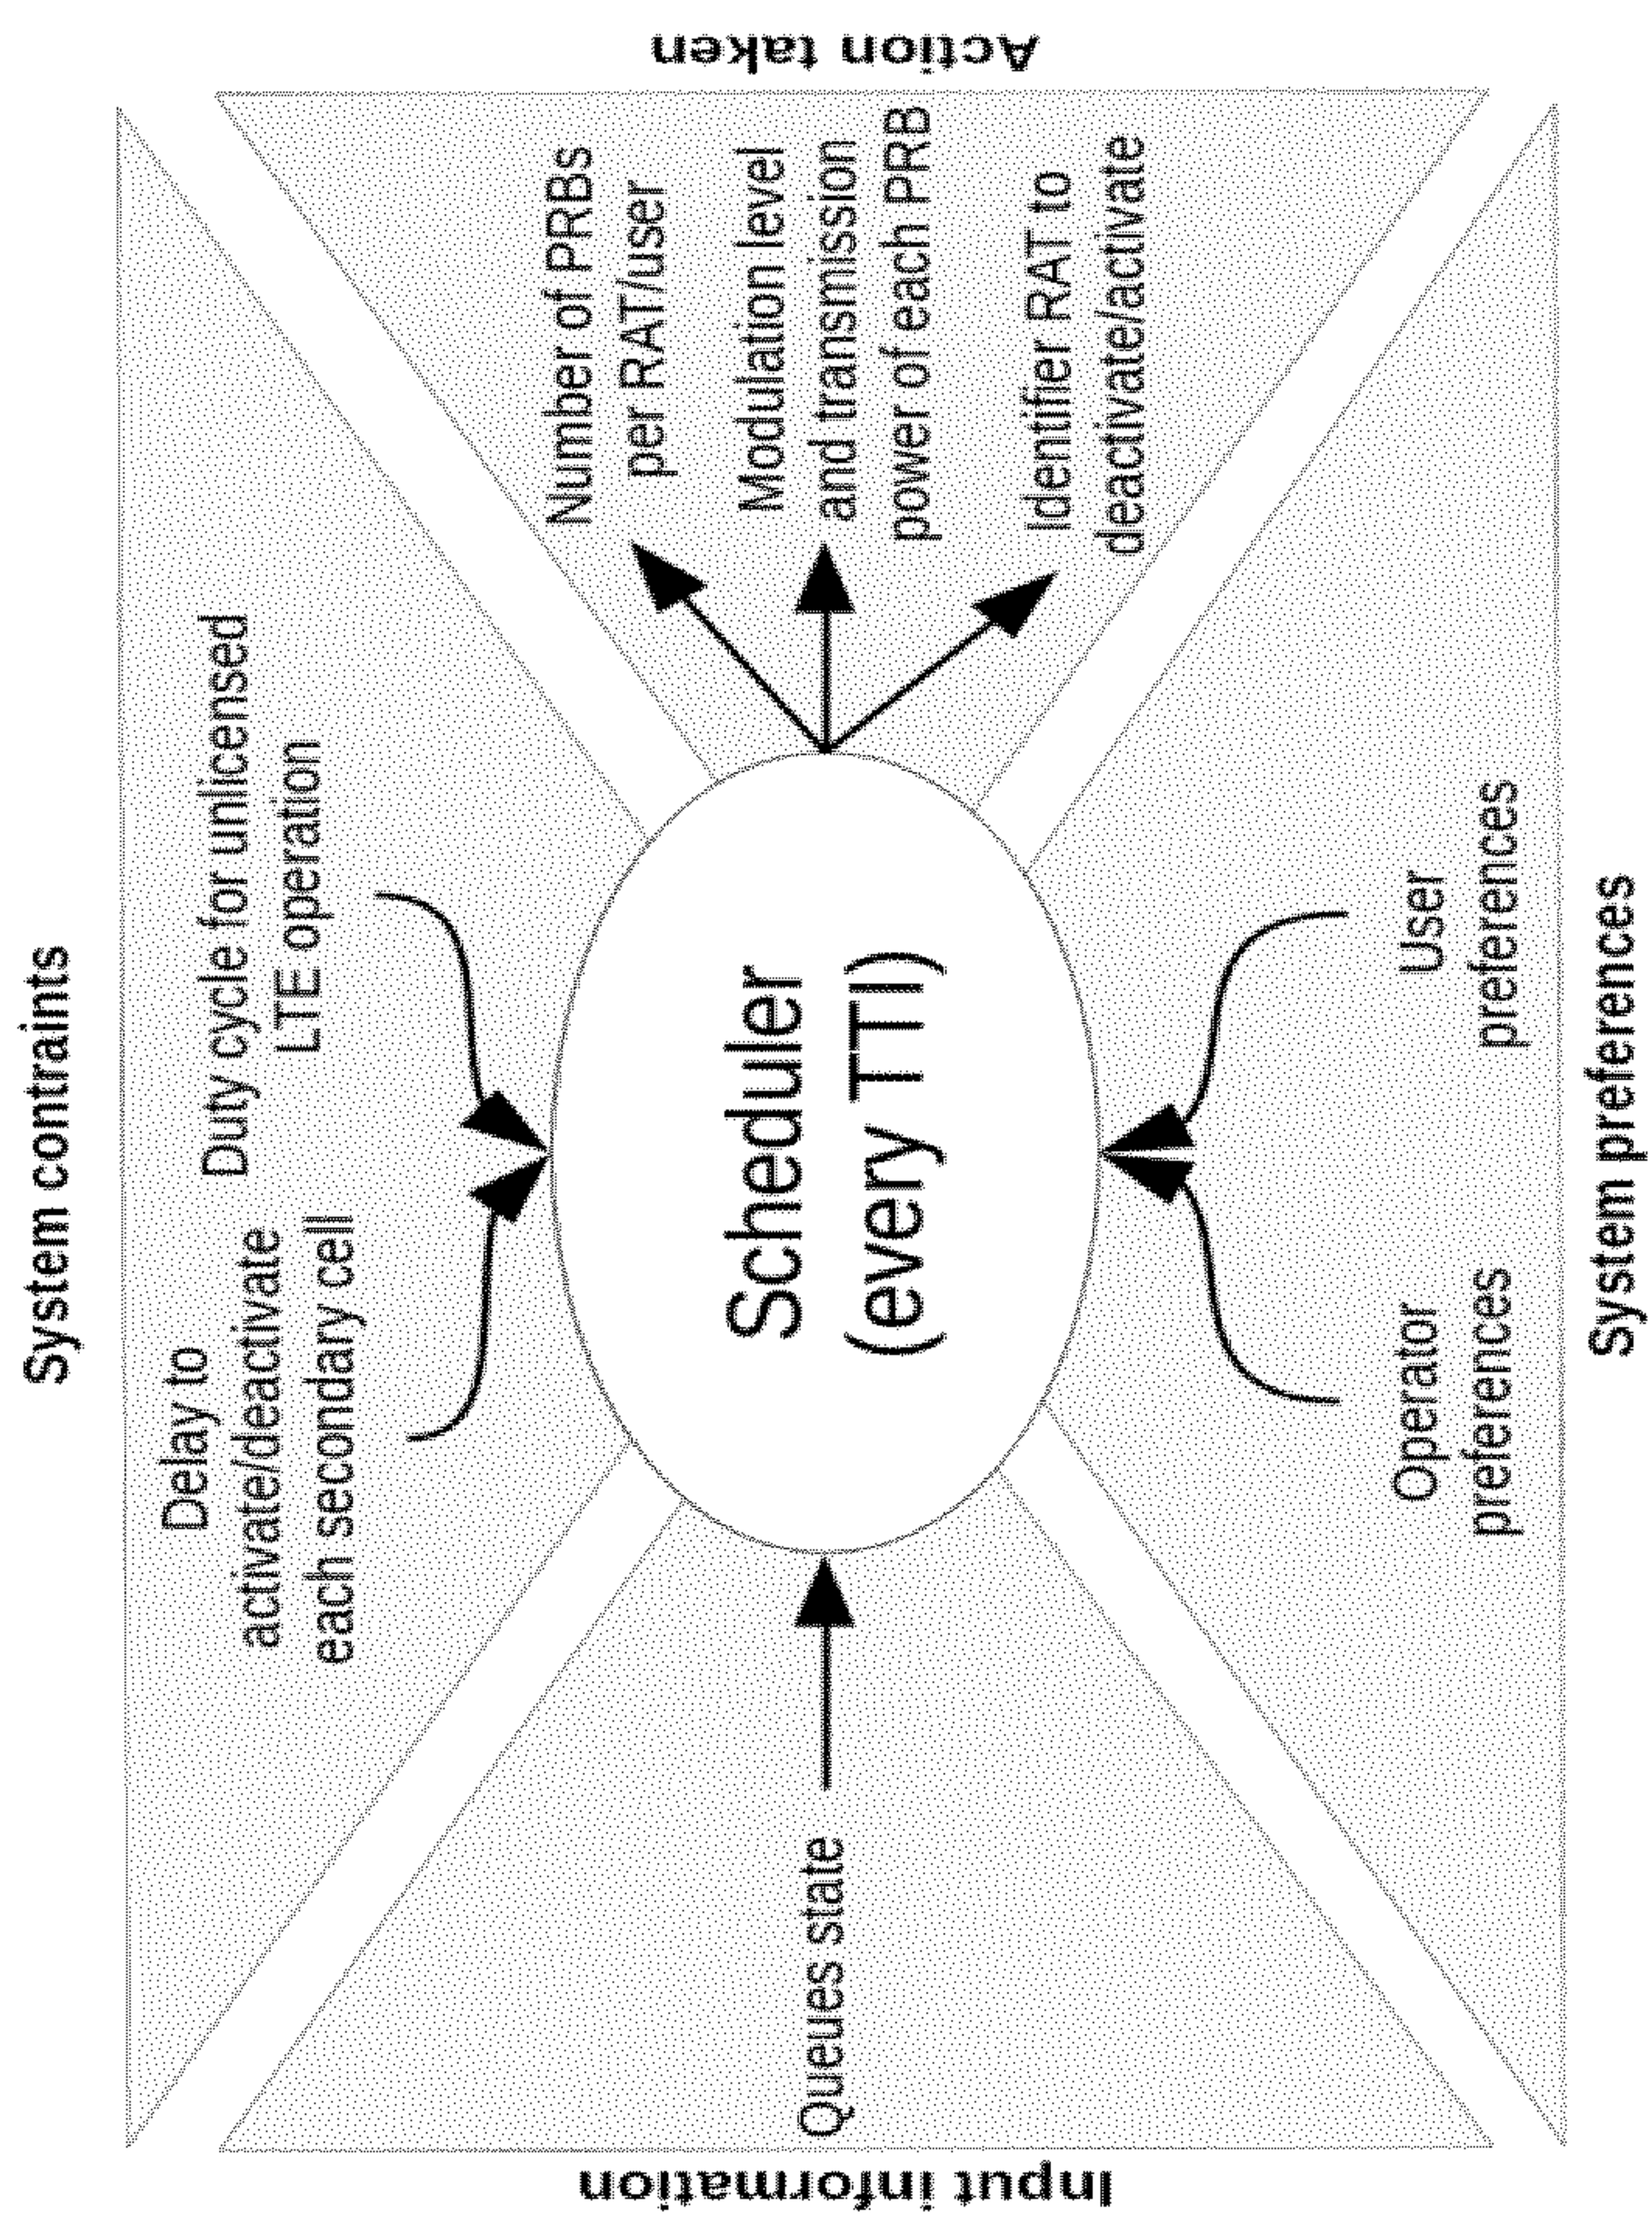 System contraints
Delay to
activate/deactivate
each secondary cell
Duty cycle for unlicensed
LTE operation
Input information
Queues state
Scheduler
(every TTI)
Number of PRBs
per RAT/user
Modulation level
and transmission
power of each PRB
Identifier RAT to
deactivate/activate
Action taken
Operator
preferences
User
preferences
System preferences